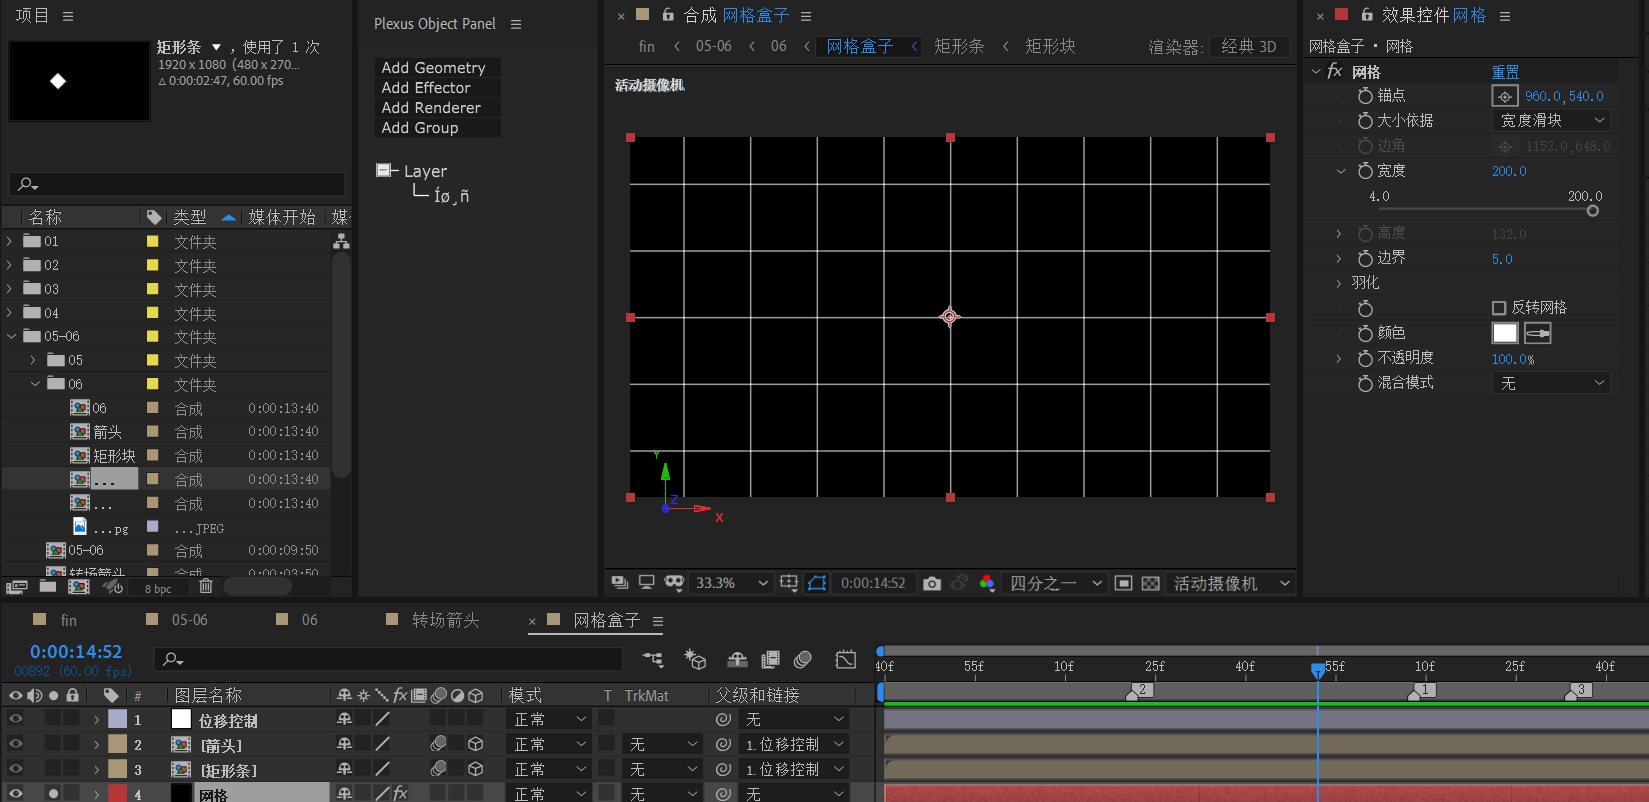 项目
矩形条 ▼ ，使用了 1 次
1920 x 1080 (480 x 270...
△ 0:00:02:47, 60.00 fps
名称 类型 媒体开始 媒
01 文件夹
02 文件夹
03 文件夹
04 文件夹
05-06 文件夹
05 文件夹
06 文件夹
06 合成 0:00:13:40
箭头 合成 0:00:13:40
矩形块 合成 0:00:13:40
... 合成 0:00:13:40
... 合成 0:00:13:40
...pg ...JPEG
05-06 合成 0:00:09:50
转场箭头 合成 0:00:03:50
8 bpc
Plexus Object Panel
Add Geometry
Add Effector
Add Renderer
Add Group
Layer
Íø¸ñ
× 合成 网格盒子
fin < 05-06 < 06 < 网格盒子 < 矩形条 < 矩形块 渲染器: 经典 3D
活动摄像机
Y
Z
X
33.3% 0:00:14:52 四分之一 活动摄像机
× 效果控件 网格
网格盒子 · 网格
fx 网格 重置
锚点 960.0,540.0
大小依据 宽度滑块
边角 1152.0,648.0
宽度 200.0
4.0 200.0
高度 132.0
边界 5.0
羽化
反转网格
颜色
不透明度 100.0%
混合模式 无
fin 05-06 06 转场箭头 × 网格盒子
0:00:14:52
00892 (60.00 fps)
40f 55f 10f 25f 40f 55f 10f 25f 40f
2 1 3
# 图层名称 fx 模式 T TrkMat 父级和链接
1 位移控制 正常 无
2 [箭头] 正常 无 1.位移控制
3 [矩形条] 正常 无 1.位移控制
4 网格 fx 正常 无 无